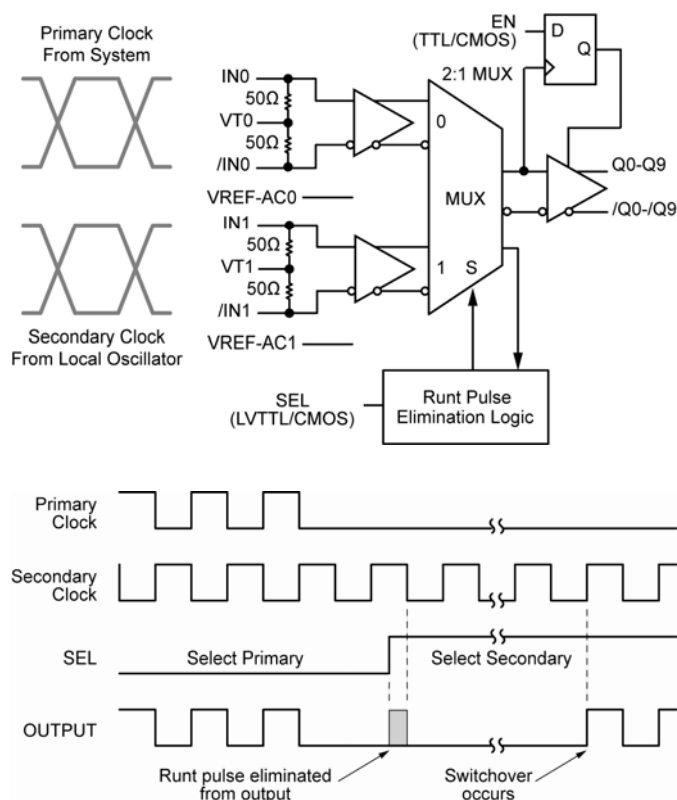 Primary Clock
From System
EN
(TTL/CMOS)
D
Q
IN0
50Ω
VT0
50Ω
/IN0
2:1 MUX
0
MUX
1
S
Q0-Q9
/Q0-/Q9
VREF-AC0
IN1
50Ω
VT1
50Ω
/IN1
Secondary Clock
From Local Oscillator
VREF-AC1
SEL
(LVTTL/CMOS)
Runt Pulse
Elimination Logic
Primary
Clock
Secondary
Clock
SEL
Select Primary
Select Secondary
OUTPUT
Runt pulse eliminated
from output
Switchover
occurs